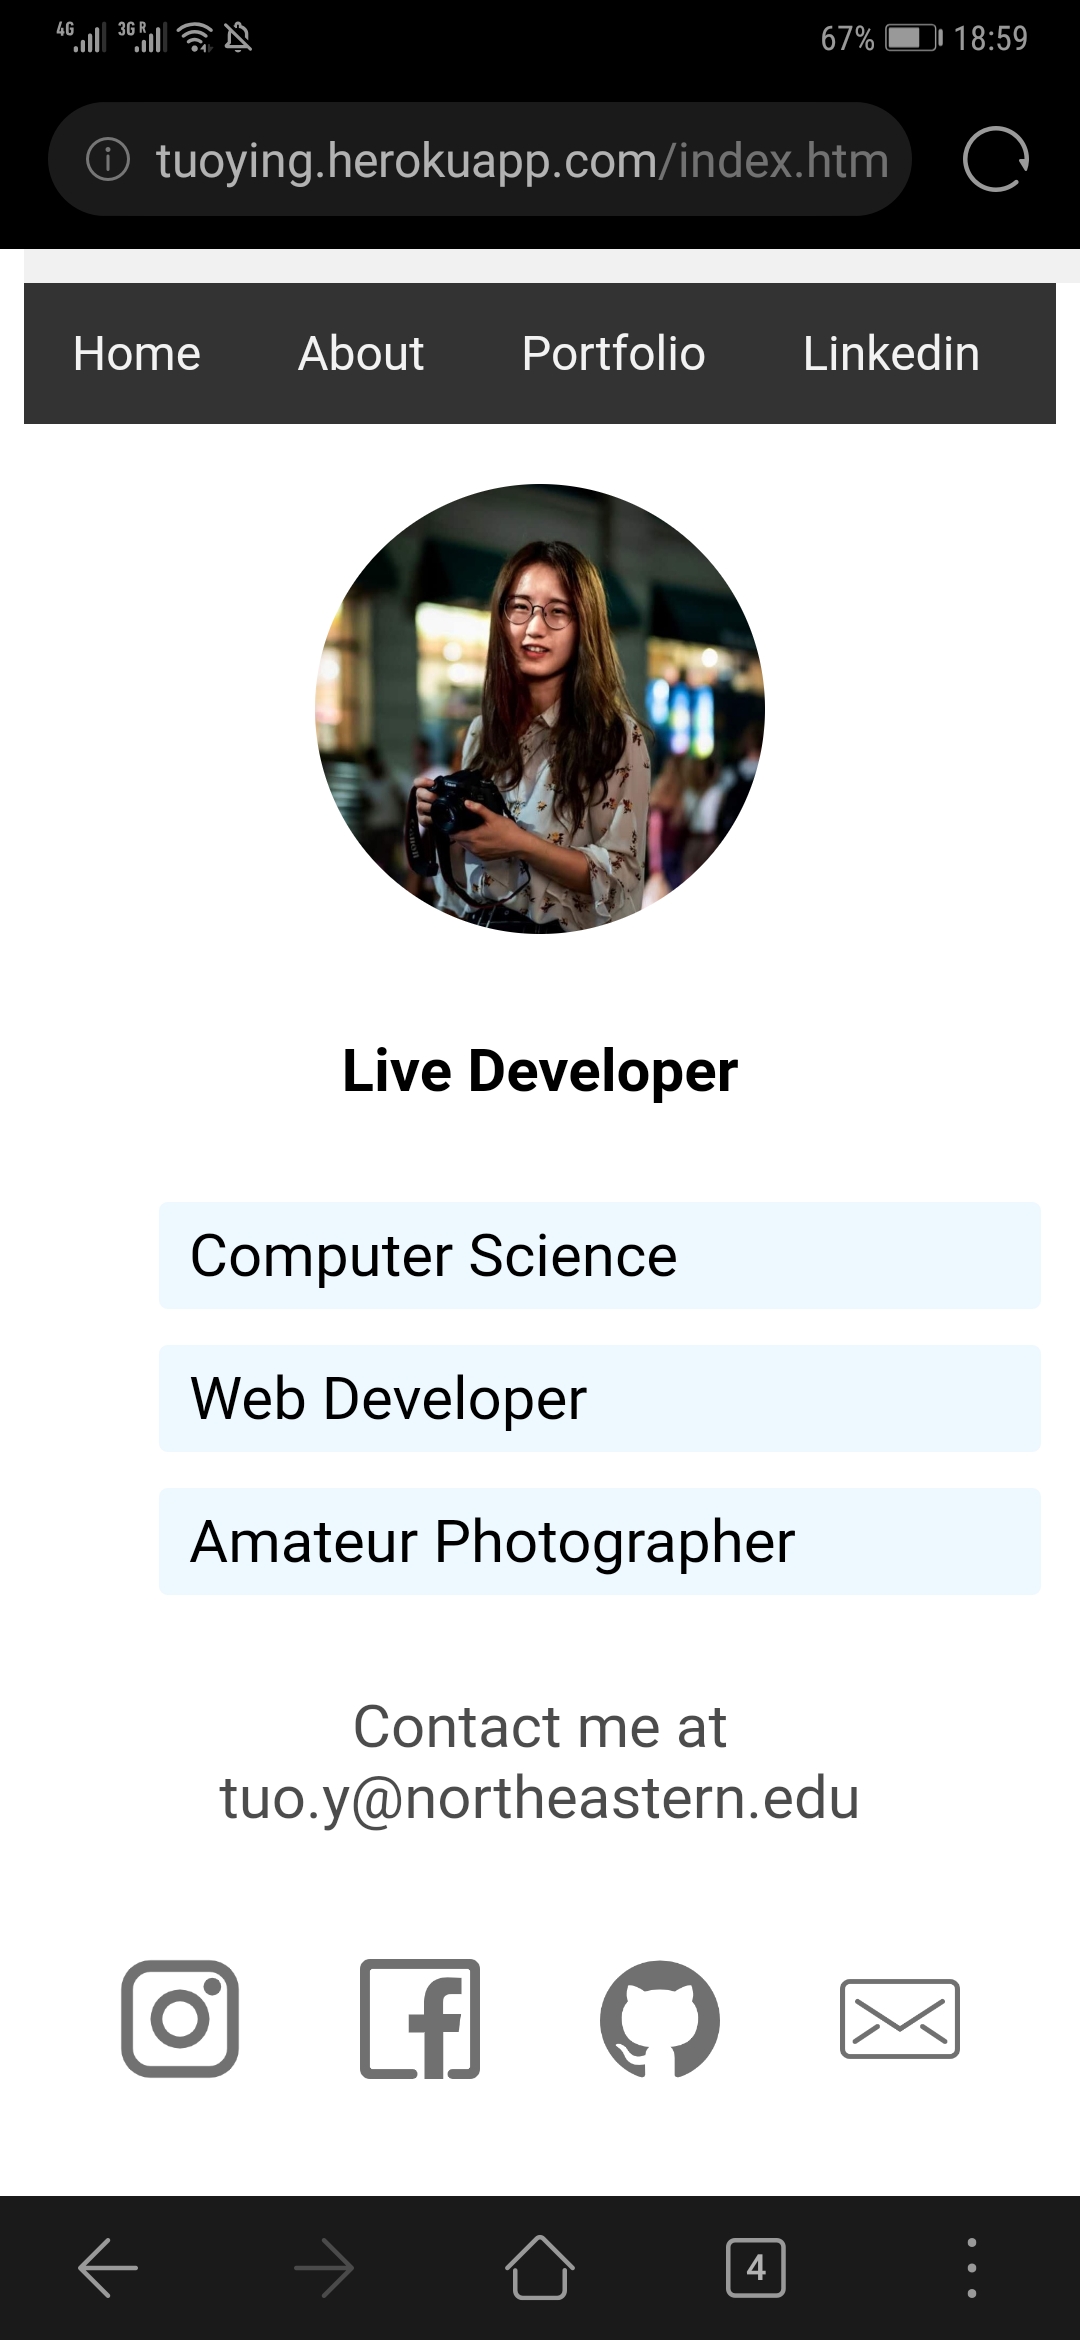 4G 3G R 67% 18:59
tuoying.herokuapp.com/index.htm
Home About Portfolio Linkedin
Canon
Live Developer
Computer Science
Web Developer
Amateur Photographer
Contact me at
tuo.y@northeastern.edu
4